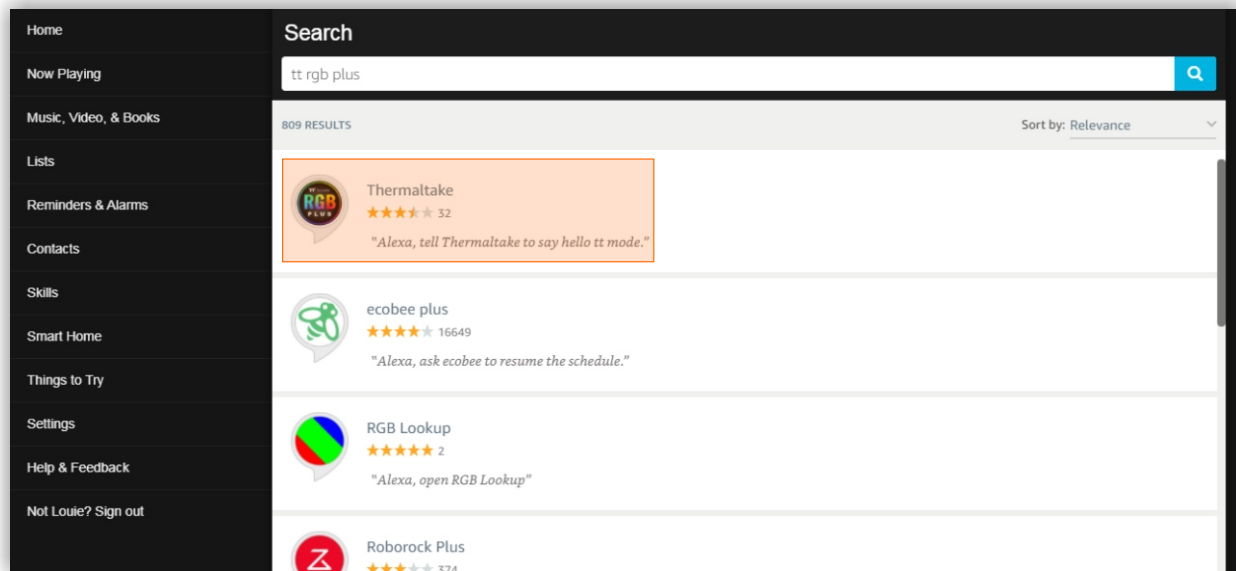 Home
Now Playing
Music, Video, & Books
Lists
Reminders & Alarms
Contacts
Skills
Smart Home
Things to Try
Settings
Help & Feedback
Not Louie? Sign out
Search
tt rgb plus
809 RESULTS
Sort by: Relevance
RGB
PLUS
Thermaltake
32
"Alexa, tell Thermaltake to say hello tt mode."
ecobee plus
16649
"Alexa, ask ecobee to resume the schedule."
RGB Lookup
2
"Alexa, open RGB Lookup"
Roborock Plus
374